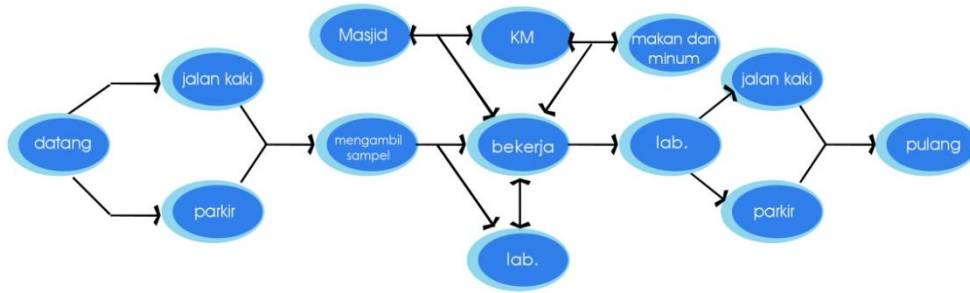 Masjid
KM
makan dan
minum
jalan kaki
jalan kaki
datang
mengambil
sampel
bekerja
lab.
pulang
parkir
parkir
lab.